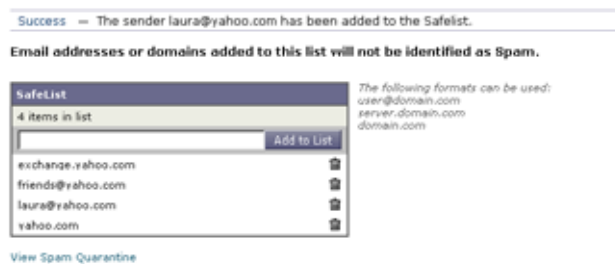 Success — The sender laura@yahoo.com has been added to the Safelist.
Email addresses or domains added to this list will not be identified as Spam.
SafeList
4 items in list
Add to List
exchange.yahoo.com
friends@yahoo.com
laura@yahoo.com
yahoo.com
The following formats can be used:
user@domain.com
server.domain.com
domain.com
View Spam Quarantine